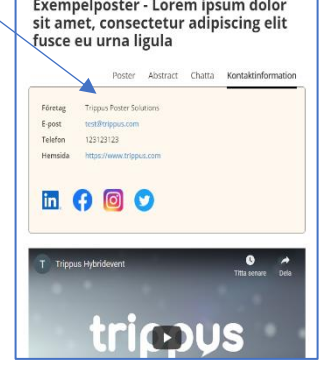 Exempelposter - Lorem ipsum dolor
sit amet, consectetur adipiscing elit
fusce eu urna ligula
Poster Abstract Chatta Kontaktinformation
Företag Trippus Poster Solutions
E-post test@trippus.com
Telefon 123123123
Hemsida https://www.trippus.com
in f
T Trippus Hybridevent
Titta senare Dela
trippus